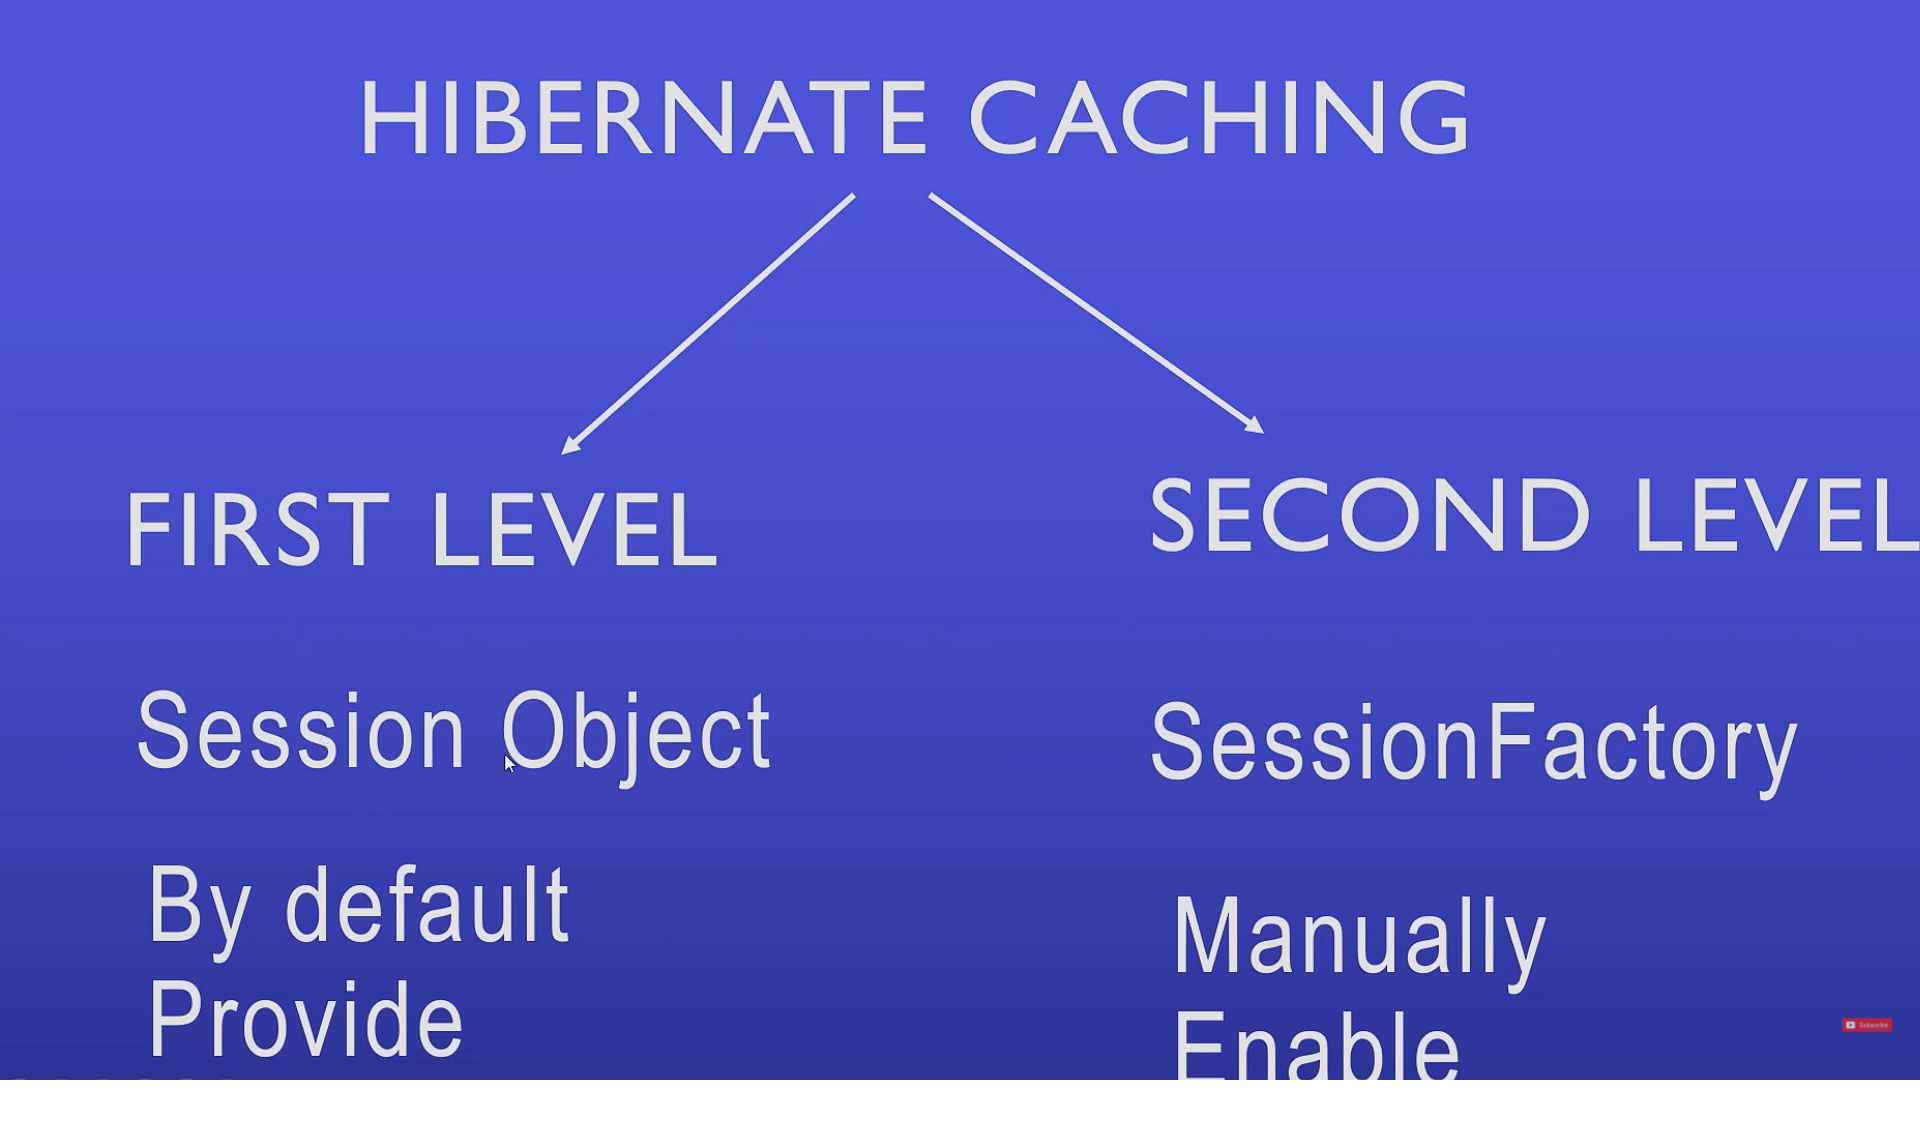 HIBERNATE CACHING
FIRST LEVEL
Session Object
By default
Provide
SECOND LEVEL
SessionFactory
Manually
Enable
Subscribe